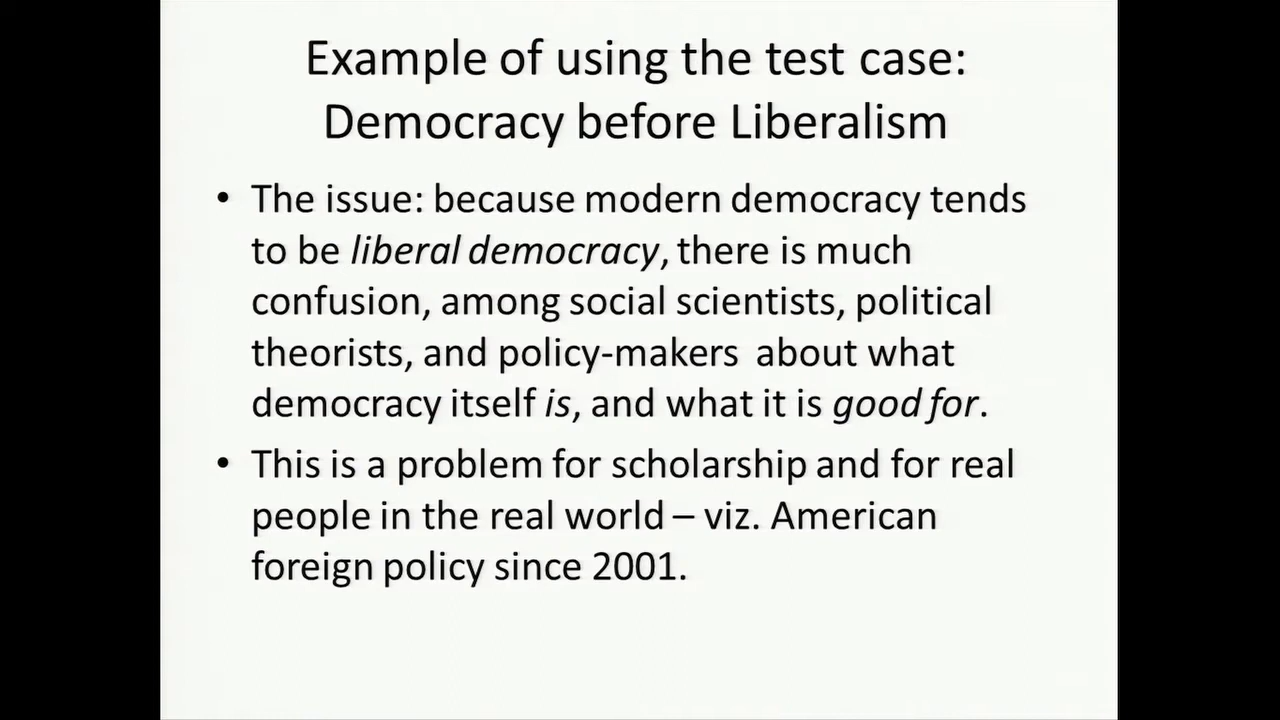 Example of using the test case:
Democracy before Liberalism
• The issue: because modern democracy tends
to be liberal democracy, there is much
confusion, among social scientists, political
theorists, and policy-makers about what
democracy itself is, and what it is good for.
• This is a problem for scholarship and for real
people in the real world – viz. American
foreign policy since 2001.